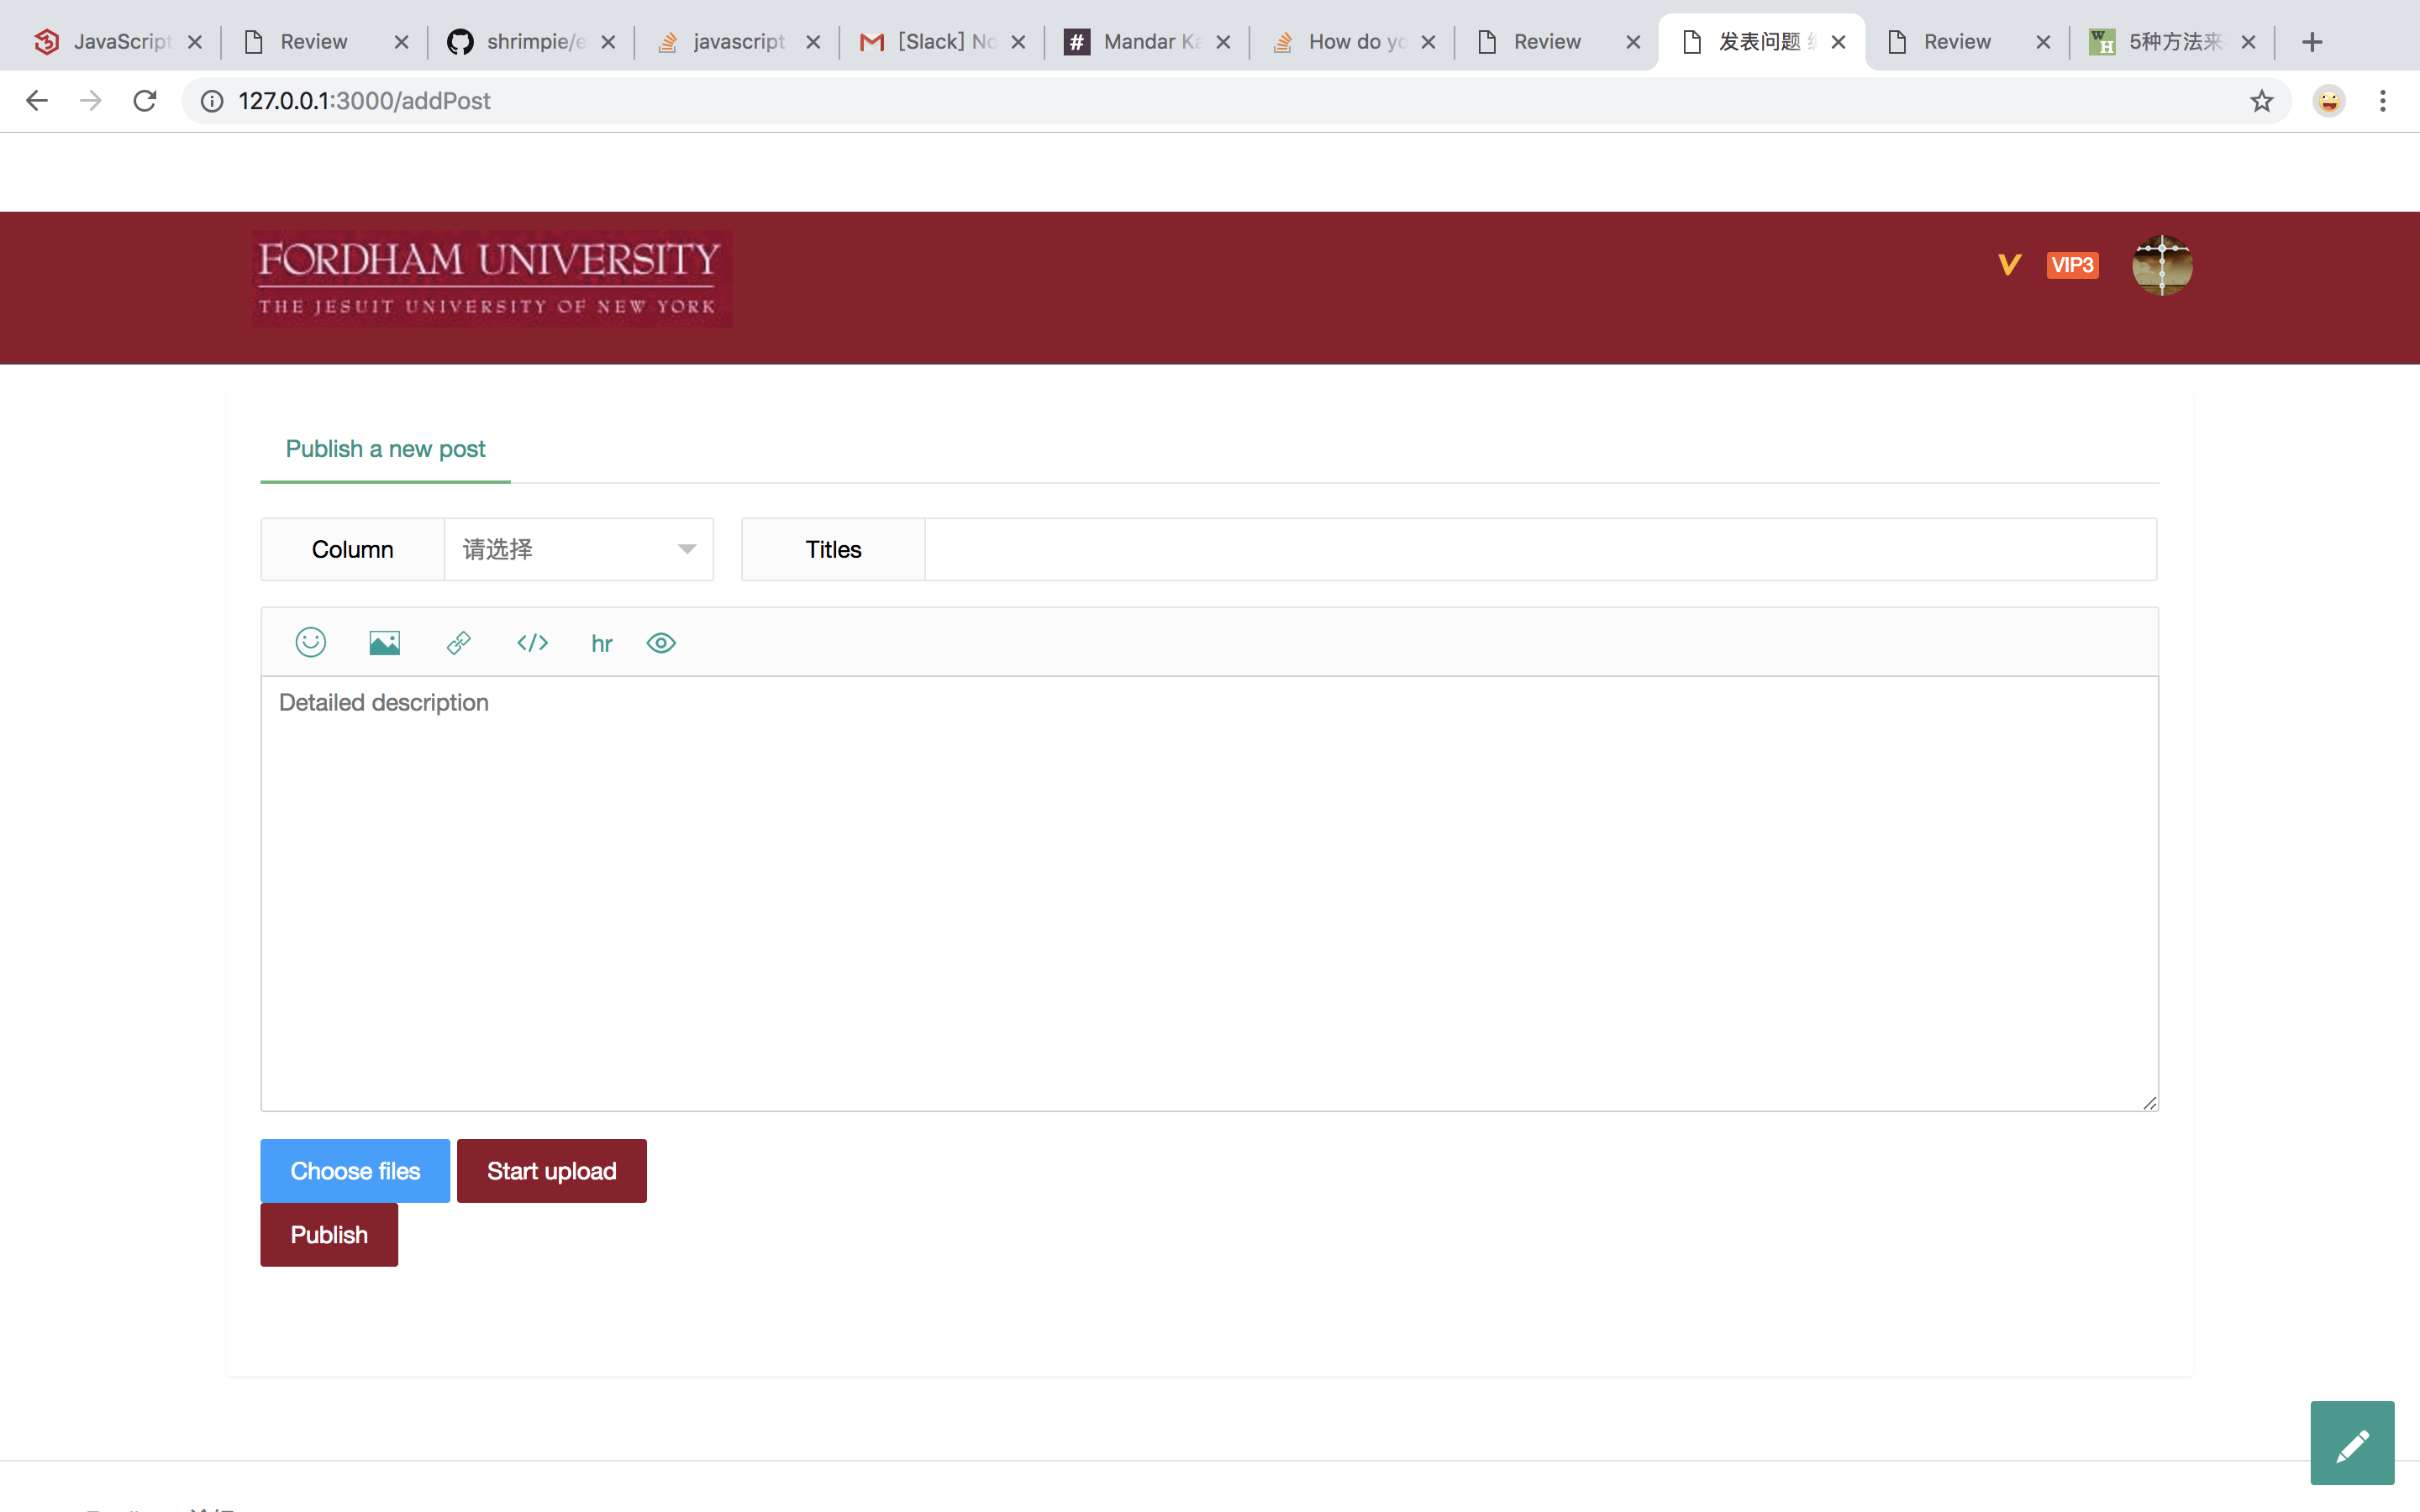 JavaScript
Review
shrimpie/e
javascript
[Slack] No
Mandar Ka
How do yo
Review
发表问题
Review
5种方法来
127.0.0.1:3000/addPost
FORDHAM UNIVERSITY
THE JESUIT UNIVERSITY OF NEW YORK
V VIP3
Publish a new post
Column 请选择 Titles
</> hr
Detailed description
Choose files Start upload
Publish